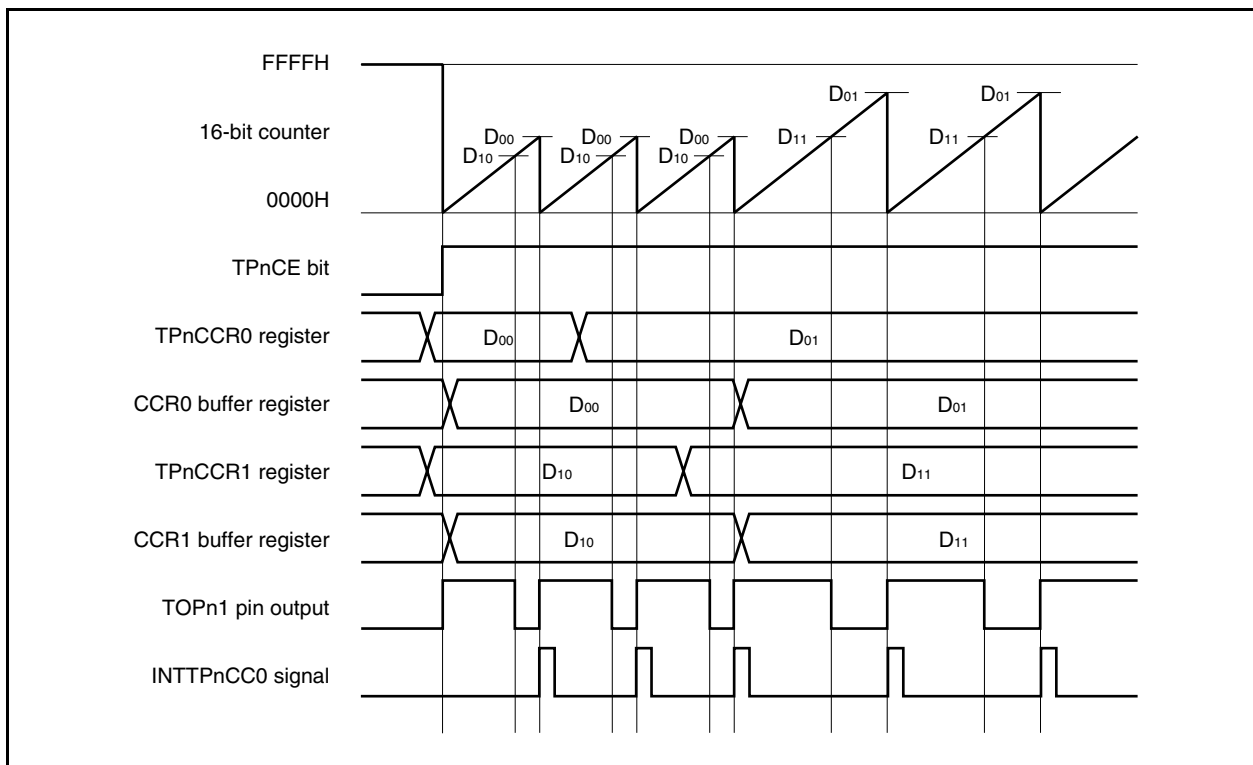 FFFFH
D01 D01
16-bit counter D00 D00 D00 D11 D11
D10 D10 D10
0000H
TPnCE bit
TPnCCR0 register D00 D01
CCR0 buffer register D00 D01
TPnCCR1 register D10 D11
CCR1 buffer register D10 D11
TOPn1 pin output
INTTPnCC0 signal